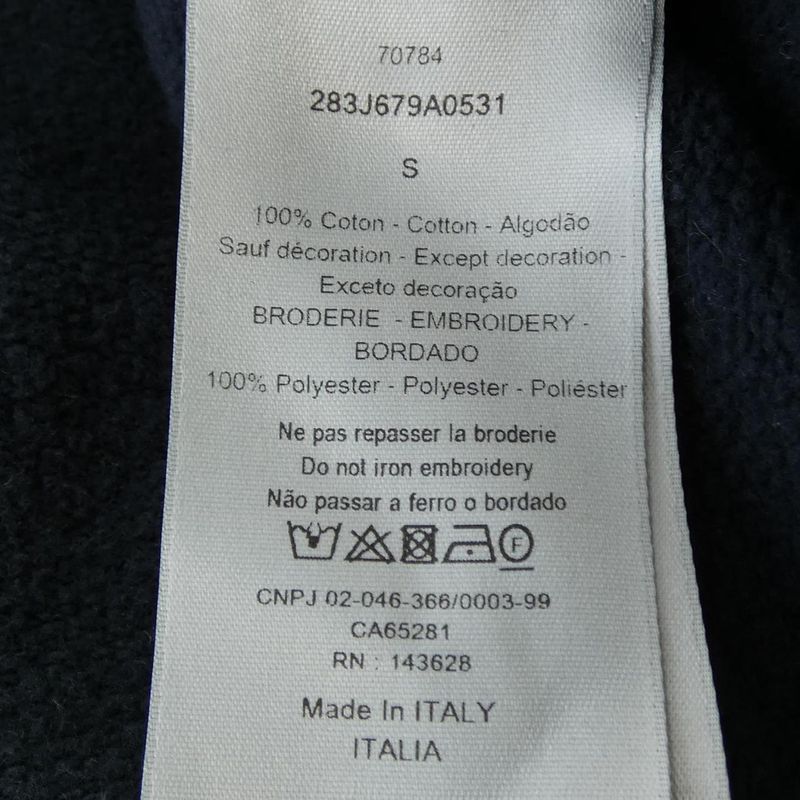 70784
283J679A0531
S
100% Coton - Cotton - Algodão
Sauf décoration - Except decoration -
Exceto decoração
BRODERIE - EMBROIDERY -
BORDADO
100% Polyester - Polyester - Poliéster
Ne pas repasser la broderie
Do not iron embroidery
Não passar a ferro o bordado
F
CNPJ 02-046-366/0003-99
CA65281
RN : 143628
Made In ITALY
ITALIA